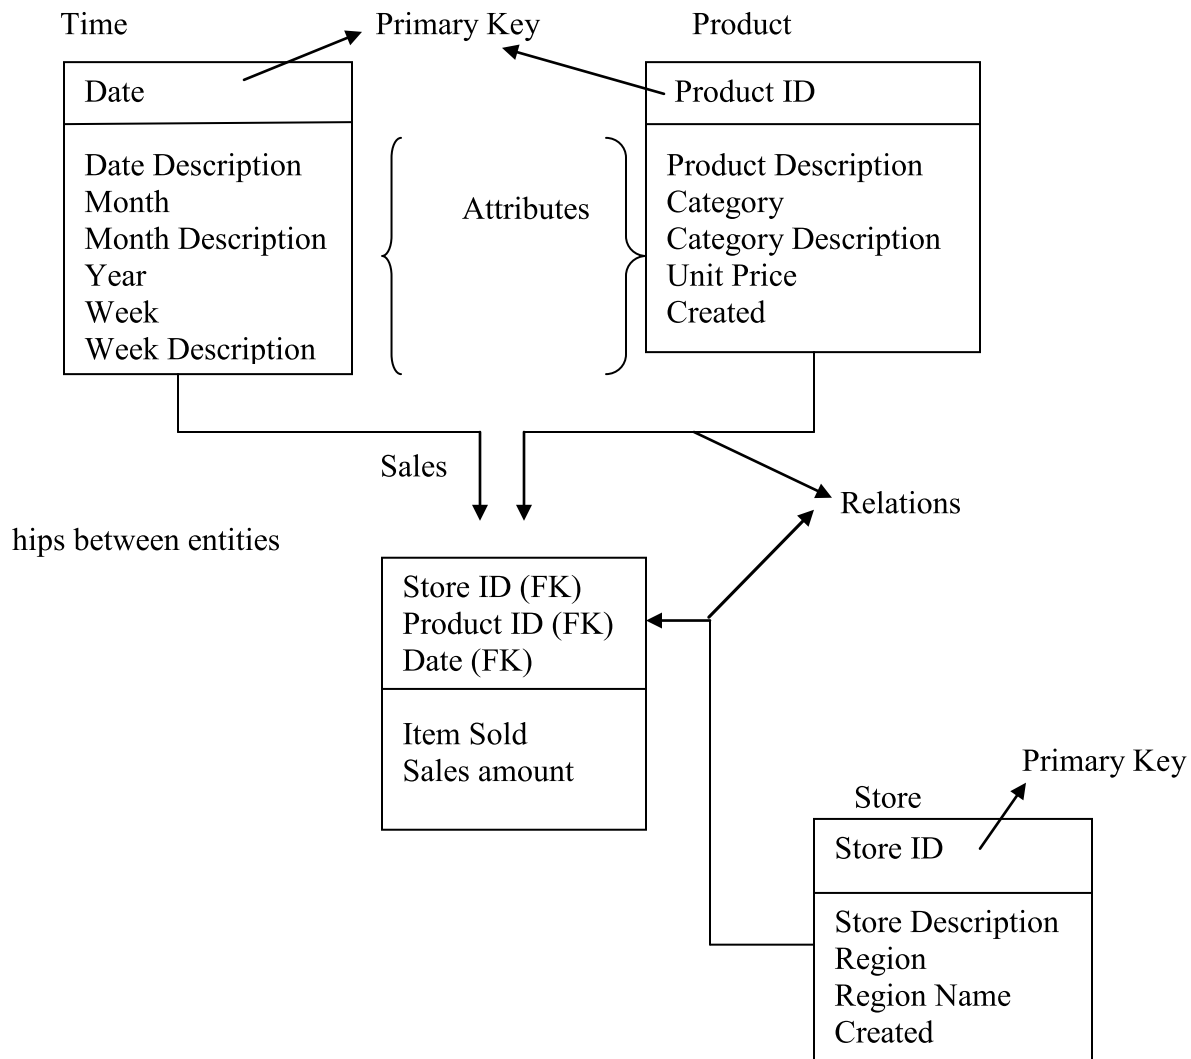 Time
Primary Key
Product
Date
Product ID
Date Description
Month
Month Description
Year
Week
Week Description
Attributes
Product Description
Category
Category Description
Unit Price
Created
Sales
Relations
hips between entities
Store ID (FK)
Product ID (FK)
Date (FK)
Item Sold
Sales amount
Primary Key
Store
Store ID
Store Description
Region
Region Name
Created